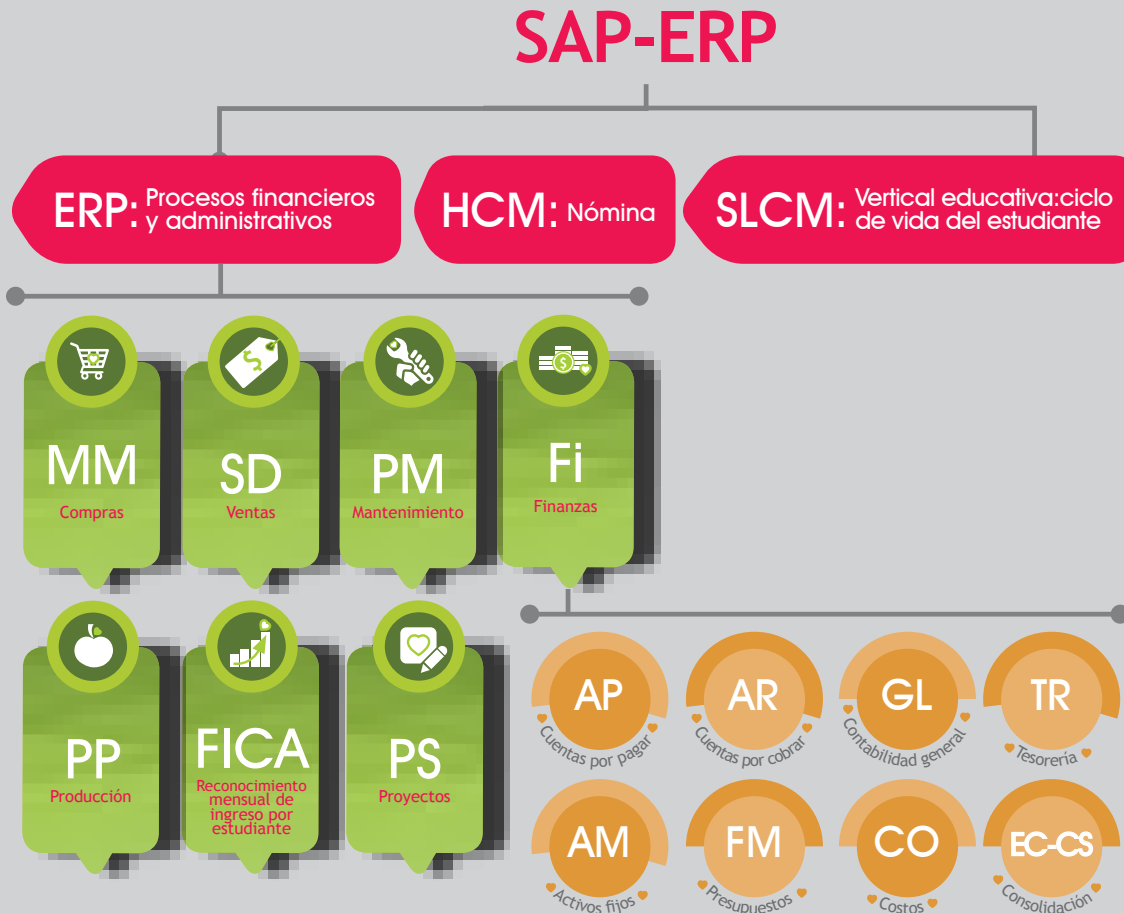 SAP-ERP
ERP: Procesos financieros
y administrativos
HCM: Nómina
SLCM: Vertical educativa:ciclo
de vida del estudiante
MM
Compras
SD
Ventas
PM
Mantenimiento
Fi
Finanzas
PP
Producción
FICA
Reconocimiento
mensual de
ingreso por
estudiante
PS
Proyectos
AP
Cuentas por pagar
AR
Cuentas por cobrar
GL
Contabilidad general
TR
Tesorería
AM
Activos fijos
FM
Presupuestos
CO
Costos
EC-CS
Consolidación